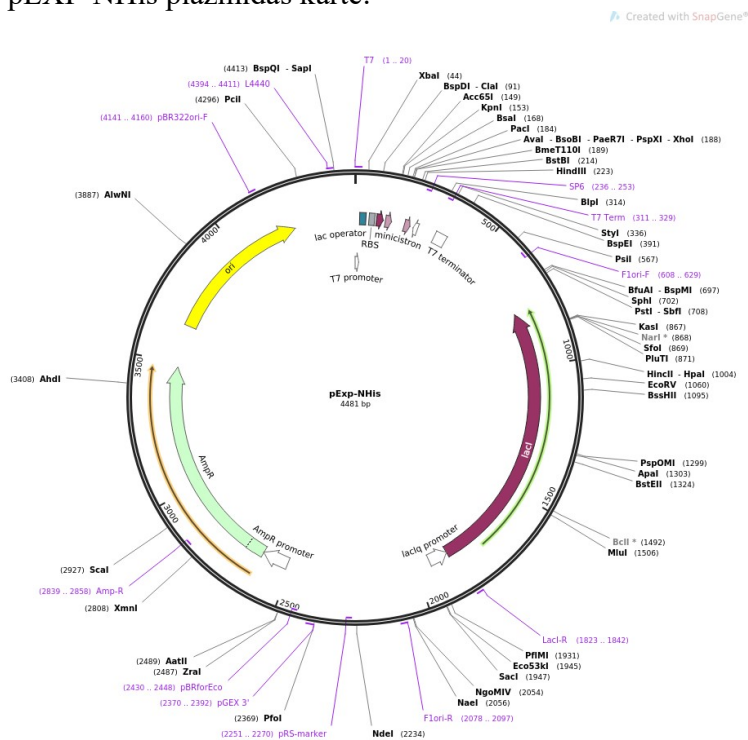 pEXP-NHis plazmīdas karte:
Created with SnapGene®
(4413) BspQI - SapI
(4394 .. 4411) L4440
(4296) PciI
(4141 .. 4160) pBR322ori-F
(3887) AlwNI
(3408) AhdI
(2927) ScaI
(2839 .. 2858) Amp-R
(2808) XmnI
(2489) AatII
(2487) ZraI
(2430 .. 2448) pBRforEco
(2370 .. 2392) pGEX 3'
(2369) PfoI
(2251 .. 2270) pRS-marker
T7 (1 .. 20)
XbaI (44)
BspDI - ClaI (91)
Acc65I (149)
KpnI (153)
BsaI (168)
PacI (184)
AvaI - BsoBI - PaeR7I - PspXI - XhoI (188)
BmeT110I (189)
BstBI (214)
HindIII (223)
SP6 (236 .. 253)
BlpI (314)
T7 Term (311 .. 329)
StyI (336)
BspEI (391)
PsiI (567)
F1ori-F (608 .. 629)
BfuAI - BspMI (697)
SphI (702)
PstI - SbfI (708)
KasI (867)
NarI * (868)
SfoI (869)
PluTI (871)
HincII - HpaI (1004)
EcoRV (1060)
BssHII (1095)
PspOMI (1299)
ApaI (1303)
BstEII (1324)
BclI * (1492)
MluI (1506)
LacI-R (1823 .. 1842)
PflMI (1931)
Eco53kI (1945)
SacI (1947)
NgoMIV (2054)
NaeI (2056)
F1ori-R (2078 .. 2097)
NdeI (2234)
500
1000
1500
2000
2500
3000
3500
4000
lac operator
RBS
minicistron
T7 terminator
T7 promoter
ori
lacI
lacIq promoter
AmpR promoter
AmpR
pExp-NHis
4481 bp